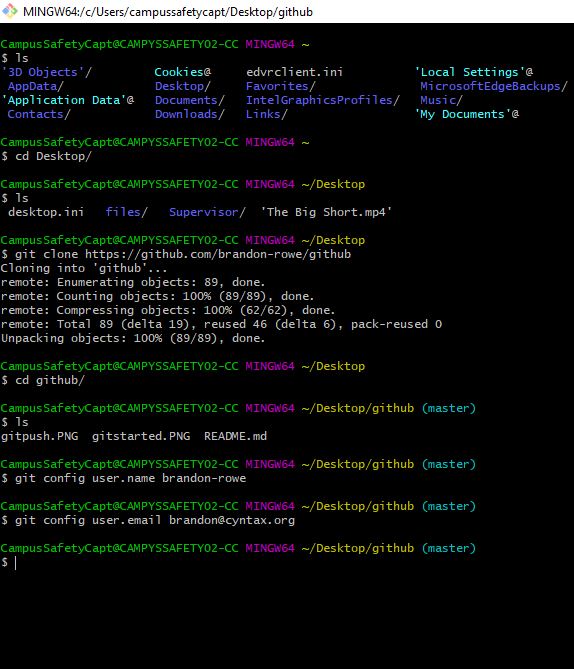 MINGW64:/c/Users/campussafetycapt/Desktop/github
CampusSafetyCapt@CAMPYSSAFETY02-CC MINGW64 ~
$ ls
'3D Objects'/ Cookies@ edvrclient.ini 'Local Settings'@
AppData/ Desktop/ Favorites/ MicrosoftEdgeBackups/
'Application Data'@ Documents/ IntelGraphicsProfiles/ Music/
Contacts/ Downloads/ Links/ 'My Documents'@
CampusSafetyCapt@CAMPYSSAFETY02-CC MINGW64 ~
$ cd Desktop/
CampusSafetyCapt@CAMPYSSAFETY02-CC MINGW64 ~/Desktop
$ ls
desktop.ini files/ Supervisor/ 'The Big Short.mp4'
CampusSafetyCapt@CAMPYSSAFETY02-CC MINGW64 ~/Desktop
$ git clone https://github.com/brandon-rowe/github
Cloning into 'github'...
remote: Enumerating objects: 89, done.
remote: Counting objects: 100% (89/89), done.
remote: Compressing objects: 100% (62/62), done.
remote: Total 89 (delta 19), reused 46 (delta 6), pack-reused 0
Unpacking objects: 100% (89/89), done.
CampusSafetyCapt@CAMPYSSAFETY02-CC MINGW64 ~/Desktop
$ cd github/
CampusSafetyCapt@CAMPYSSAFETY02-CC MINGW64 ~/Desktop/github (master)
$ ls
gitpush.PNG gitstarted.PNG README.md
CampusSafetyCapt@CAMPYSSAFETY02-CC MINGW64 ~/Desktop/github (master)
$ git config user.name brandon-rowe
CampusSafetyCapt@CAMPYSSAFETY02-CC MINGW64 ~/Desktop/github (master)
$ git config user.email brandon@cyntax.org
CampusSafetyCapt@CAMPYSSAFETY02-CC MINGW64 ~/Desktop/github (master)
$